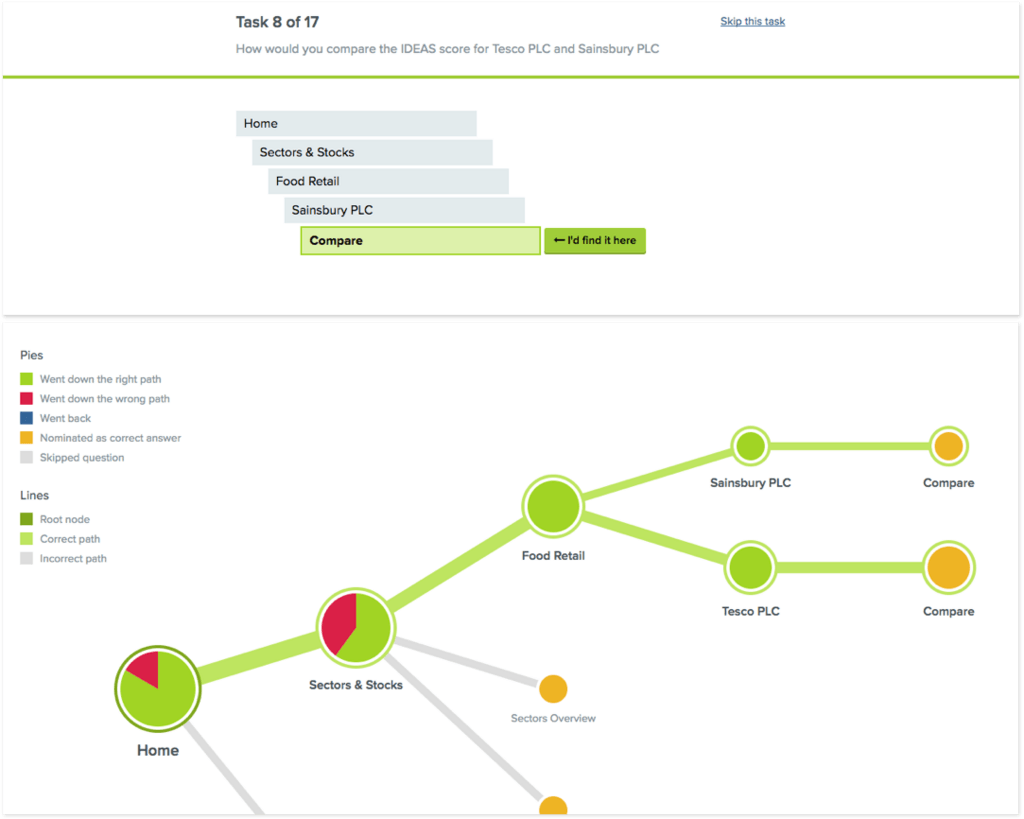 Task 8 of 17
Skip this task
How would you compare the IDEAS score for Tesco PLC and Sainsbury PLC
Home
Sectors & Stocks
Food Retail
Sainsbury PLC
Compare
←I'd find it here
Pies
Went down the right path
Went down the wrong path
Went back
Nominated as correct answer
Skipped question
Lines
Root node
Correct path
Incorrect path
Sainsbury PLC
Compare
Food Retail
Tesco PLC
Compare
Sectors & Stocks
Sectors Overview
Home